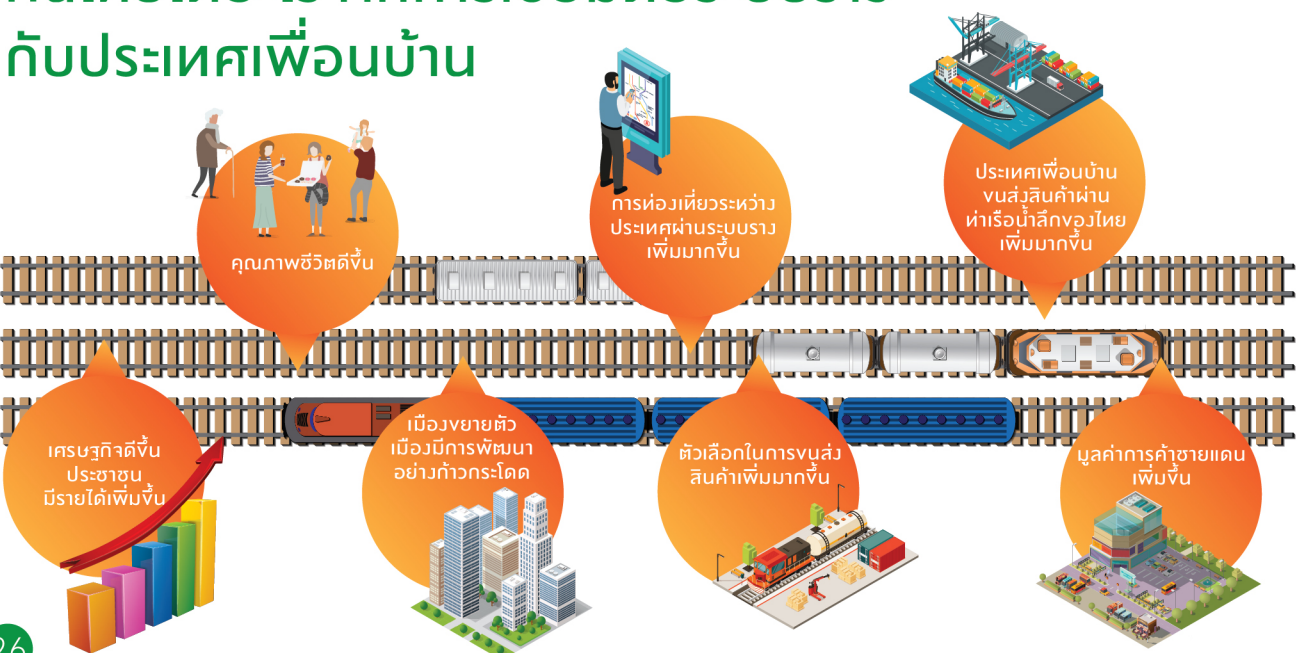 กับประเทศเพื่อนบ้าน
คุณภาพชีวิตดีขึ้น
การท่องเที่ยวระหว่าง
ประเทศผ่านระบบราง
เพิ่มมากขึ้น
ประเทศเพื่อนบ้าน
ขนส่งสินค้าผ่าน
ท่าเรือน้ำลึกของไทย
เพิ่มมากขึ้น
เศรษฐกิจดีขึ้น
ประชาชน
มีรายได้เพิ่มขึ้น
เมืองขยายตัว
เมืองมีการพัฒนา
อย่างก้าวกระโดด
ตัวเลือกในการขนส่ง
สินค้าเพิ่มมากขึ้น
มูลค่าการค้าชายแดน
เพิ่มขึ้น
26